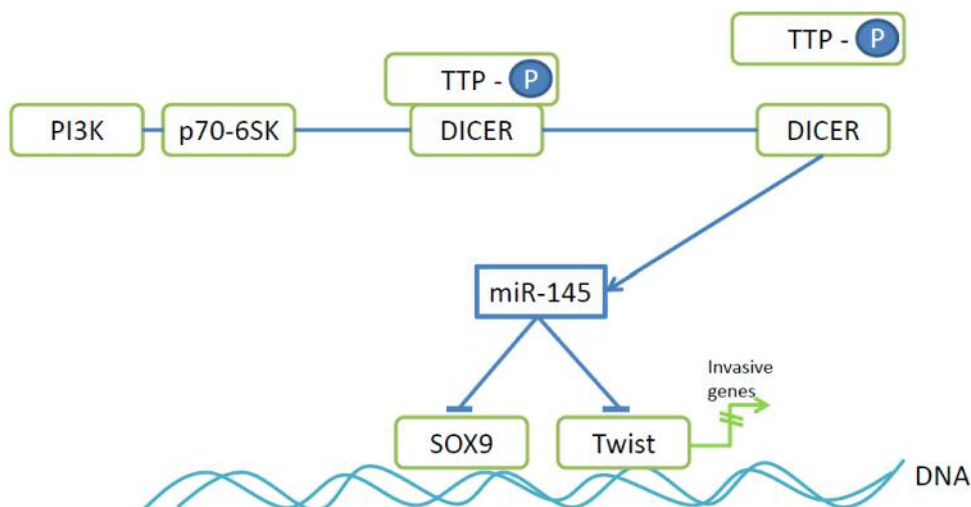 TTP - P
TTP - P
PI3K
p70-6SK
DICER
DICER
miR-145
Invasive
genes
SOX9
Twist
DNA